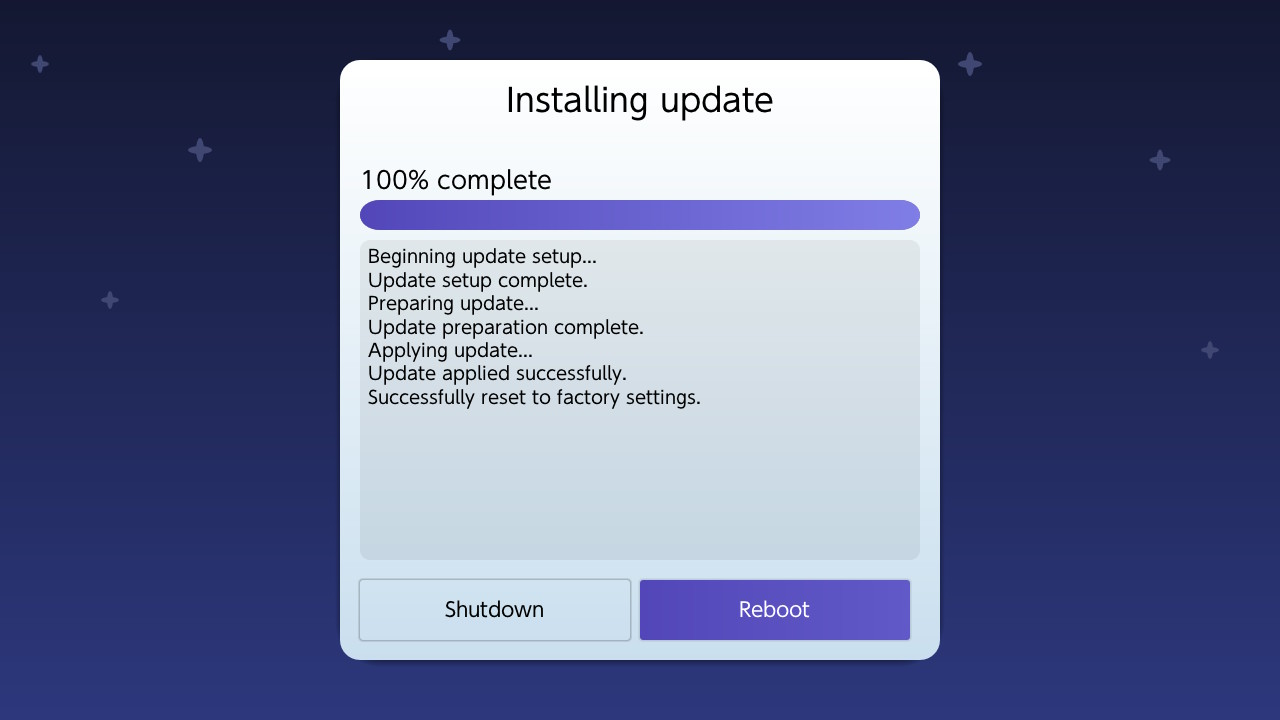 Installing update
100% complete
Beginning update setup...
Update setup complete.
Preparing update...
Update preparation complete.
Applying update...
Update applied successfully.
Successfully reset to factory settings.
Shutdown
Reboot